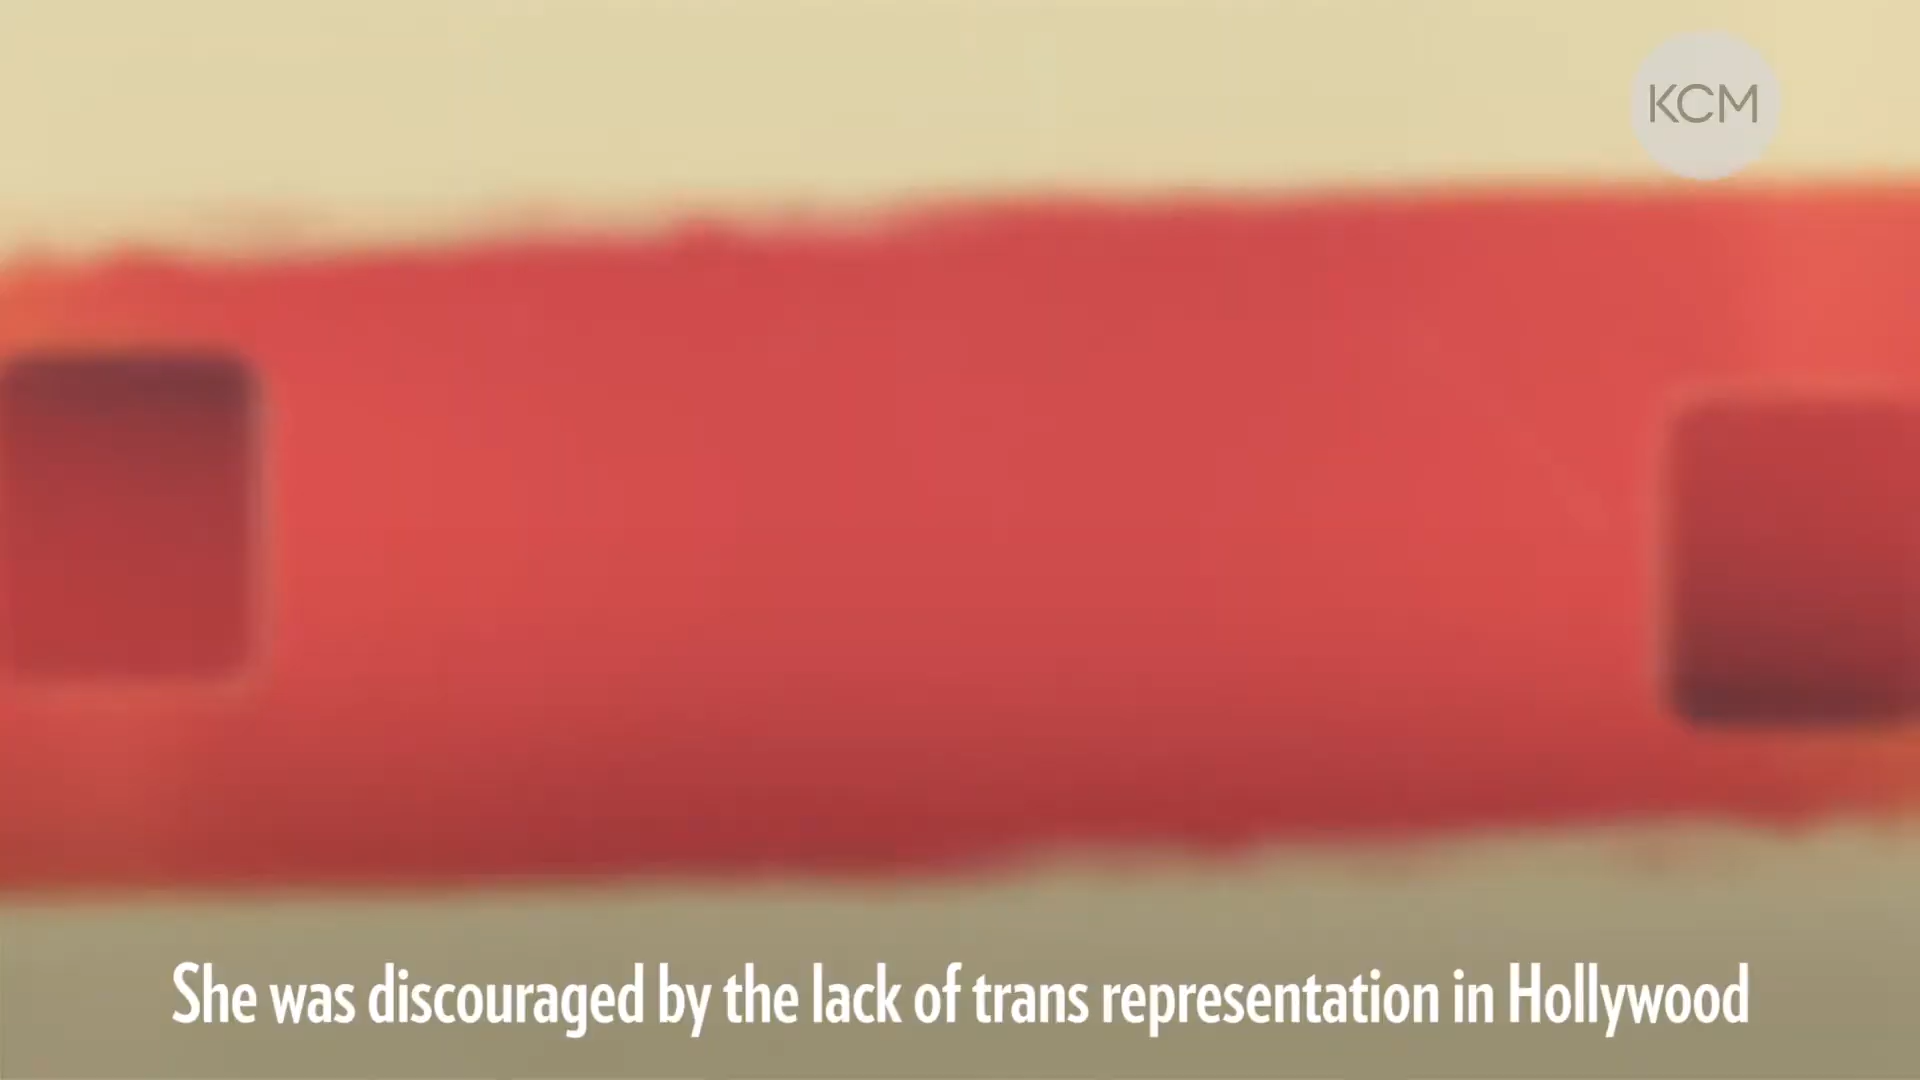 KCM
She was discouraged by the lack of trans representation in Hollywood